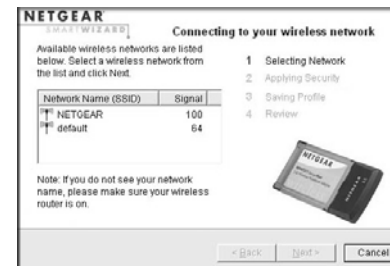 NETGEAR
SMARTWIZARD
Connecting to your wireless network
Available wireless networks are listed
below. Select a wireless network from
the list and click Next.
Network Name (SSID) Signal
NETGEAR 100
default 64
Note: If you do not see your network
name, please make sure your wireless
router is on.
1 Selecting Network
2 Applying Security
3 Saving Profile
4 Review
NETGEAR
< Back Next > Cancel